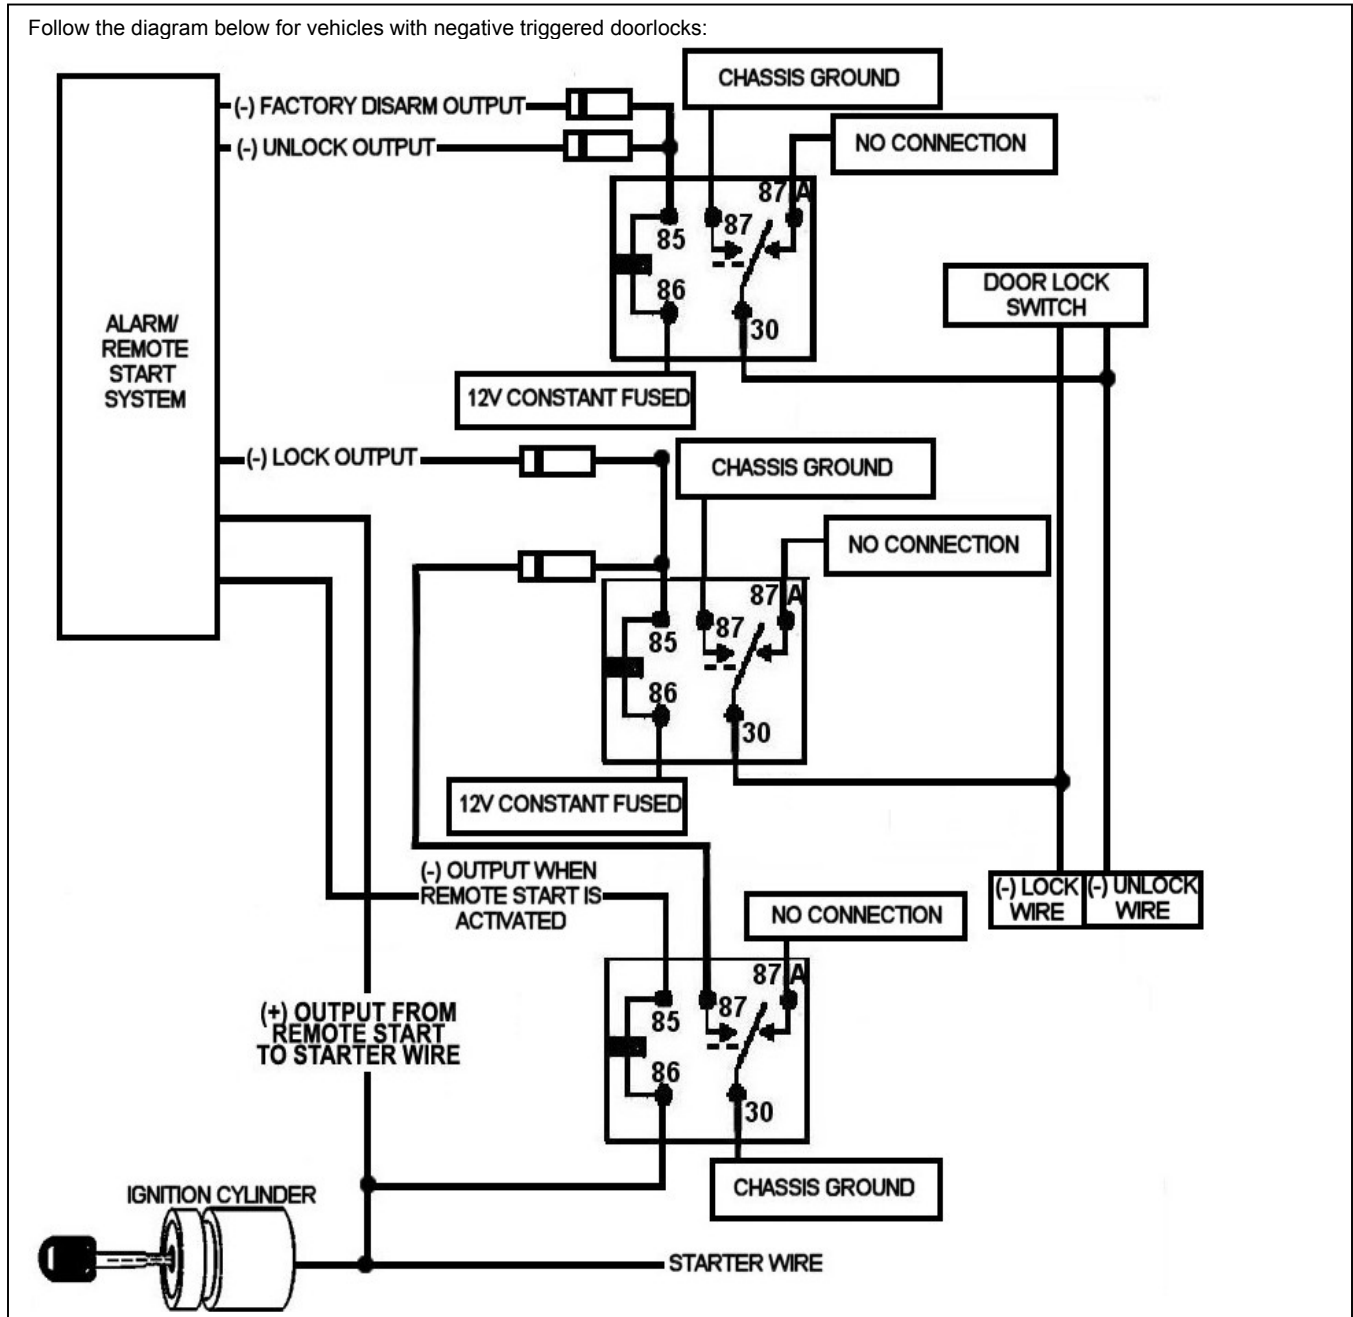 Follow the diagram below for vehicles with negative triggered doorlocks:
CHASSIS GROUND
(-) FACTORY DISARM OUTPUT
(-) UNLOCK OUTPUT
NO CONNECTION
87 A
87
85
86
30
DOOR LOCK
SWITCH
ALARM/
REMOTE
START
SYSTEM
12V CONSTANT FUSED
(-) LOCK OUTPUT
CHASSIS GROUND
NO CONNECTION
87 A
87
85
86
30
12V CONSTANT FUSED
(-) OUTPUT WHEN
REMOTE START IS
ACTIVATED
(-) LOCK
WIRE
(-) UNLOCK
WIRE
NO CONNECTION
87 A
87
85
86
30
(+) OUTPUT FROM
REMOTE START
TO STARTER WIRE
CHASSIS GROUND
IGNITION CYLINDER
STARTER WIRE